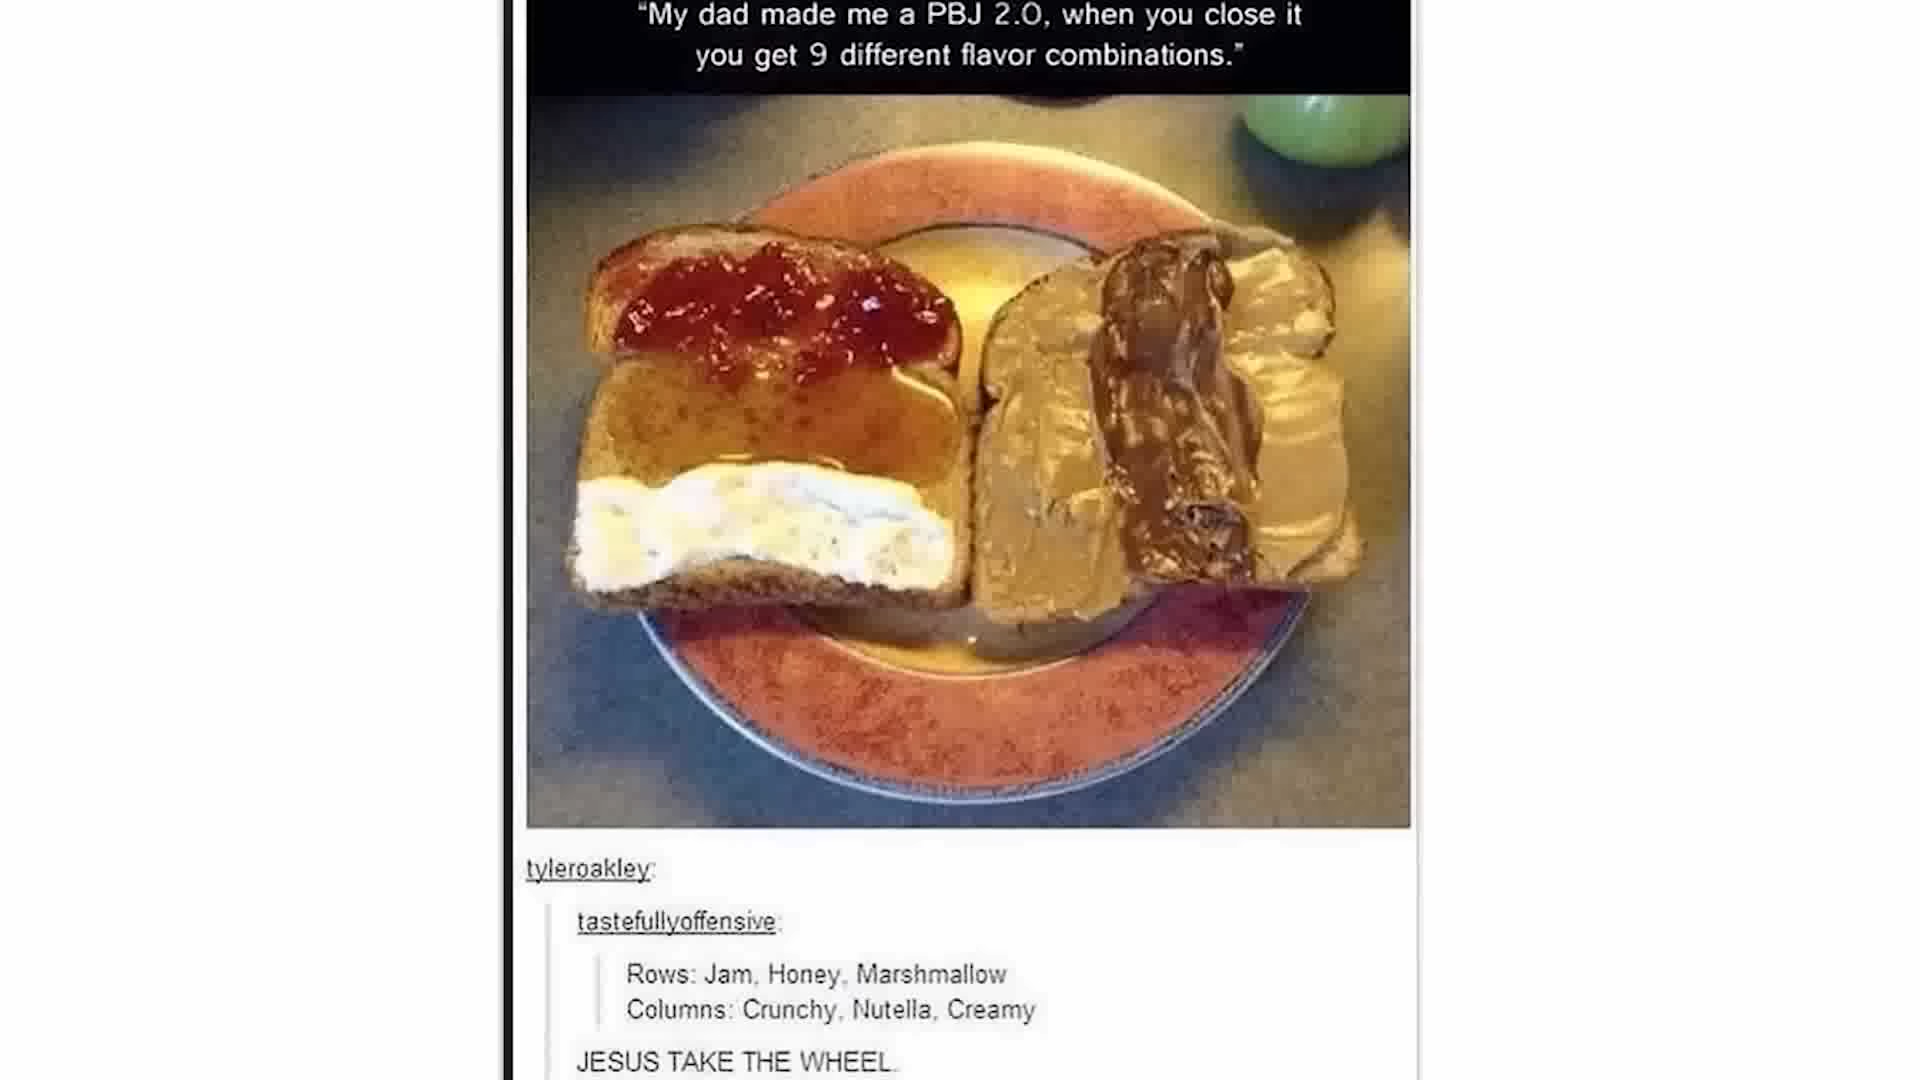 "My dad made me a PBJ 2.0, when you close it
you get 9 different flavor combinations."
tyleroakley:
tastefullyoffensive:
Rows: Jam, Honey, Marshmallow
Columns: Crunchy, Nutella, Creamy
JESUS TAKE THE WHEEL.